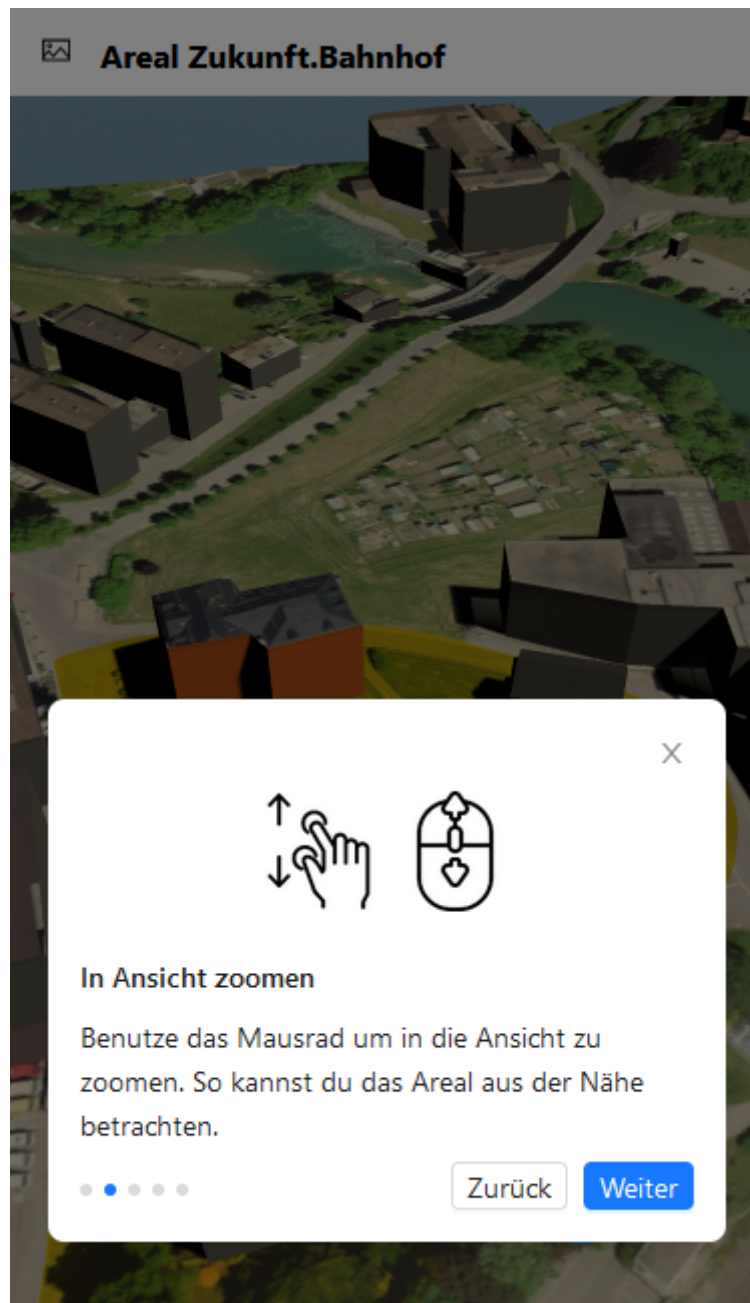 Areal Zukunft.Bahnhof
In Ansicht zoomen
Benutze das Mausrad um in die Ansicht zu
zoomen. So kannst du das Areal aus der Nähe
betrachten.
Zurück Weiter